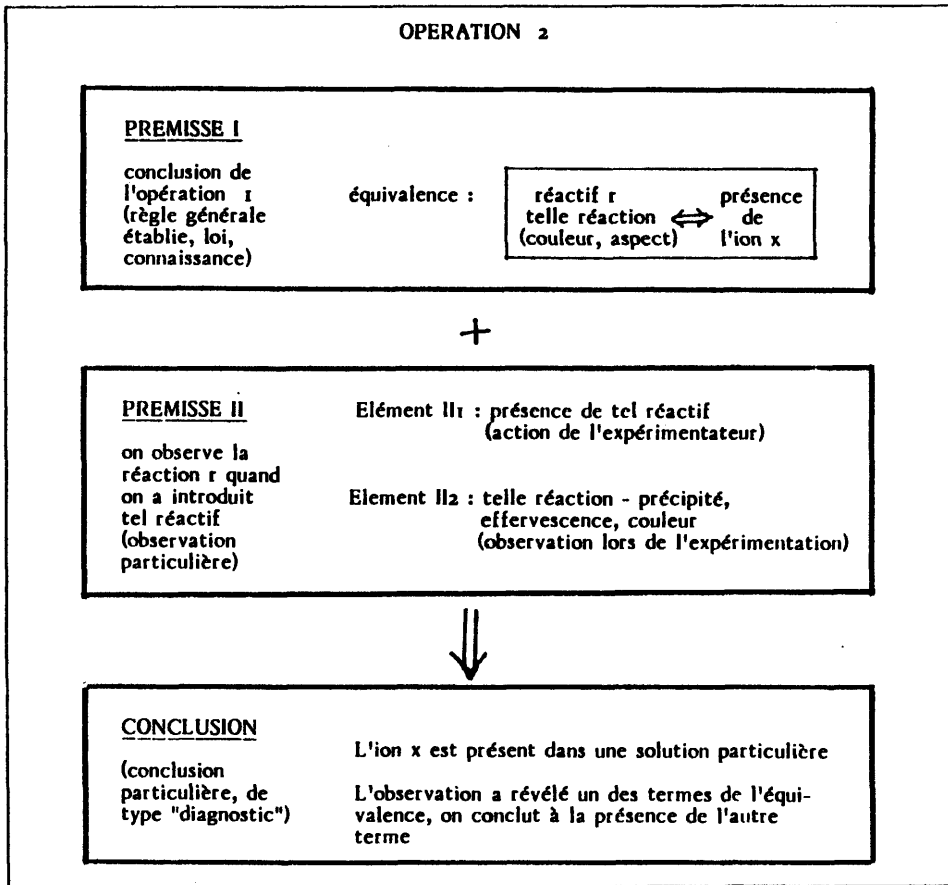 OPERATION 2
PREMISSE I
conclusion de
l'opération 1
(règle générale
établie, loi,
connaissance)
équivalence :
réactif r
telle réaction
(couleur, aspect)
⟺
présence
de
l'ion x
+
PREMISSE II
on observe la
réaction r quand
on a introduit
tel réactif
(observation
particulière)
Elément II1 : présence de tel réactif
(action de l'expérimentateur)
Element II2 : telle réaction - précipité,
effervescence, couleur
(observation lors de l'expérimentation)
CONCLUSION
(conclusion
particulière, de
type "diagnostic")
L'ion x est présent dans une solution particulière
L'observation a révélé un des termes de l'équi-
valence, on conclut à la présence de l'autre
terme